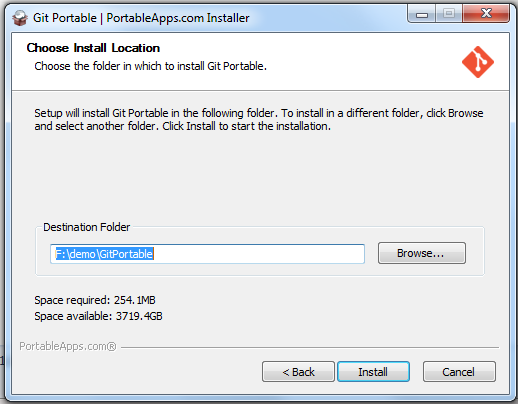 Git Portable | PortableApps.com Installer
Choose Install Location
Choose the folder in which to install Git Portable.
Setup will install Git Portable in the following folder. To install in a different folder, click Browse
and select another folder. Click Install to start the installation.
Destination Folder
F:\demo\GitPortable
Browse...
Space required: 254.1MB
Space available: 3719.4GB
PortableApps.com®
< Back
Install
Cancel